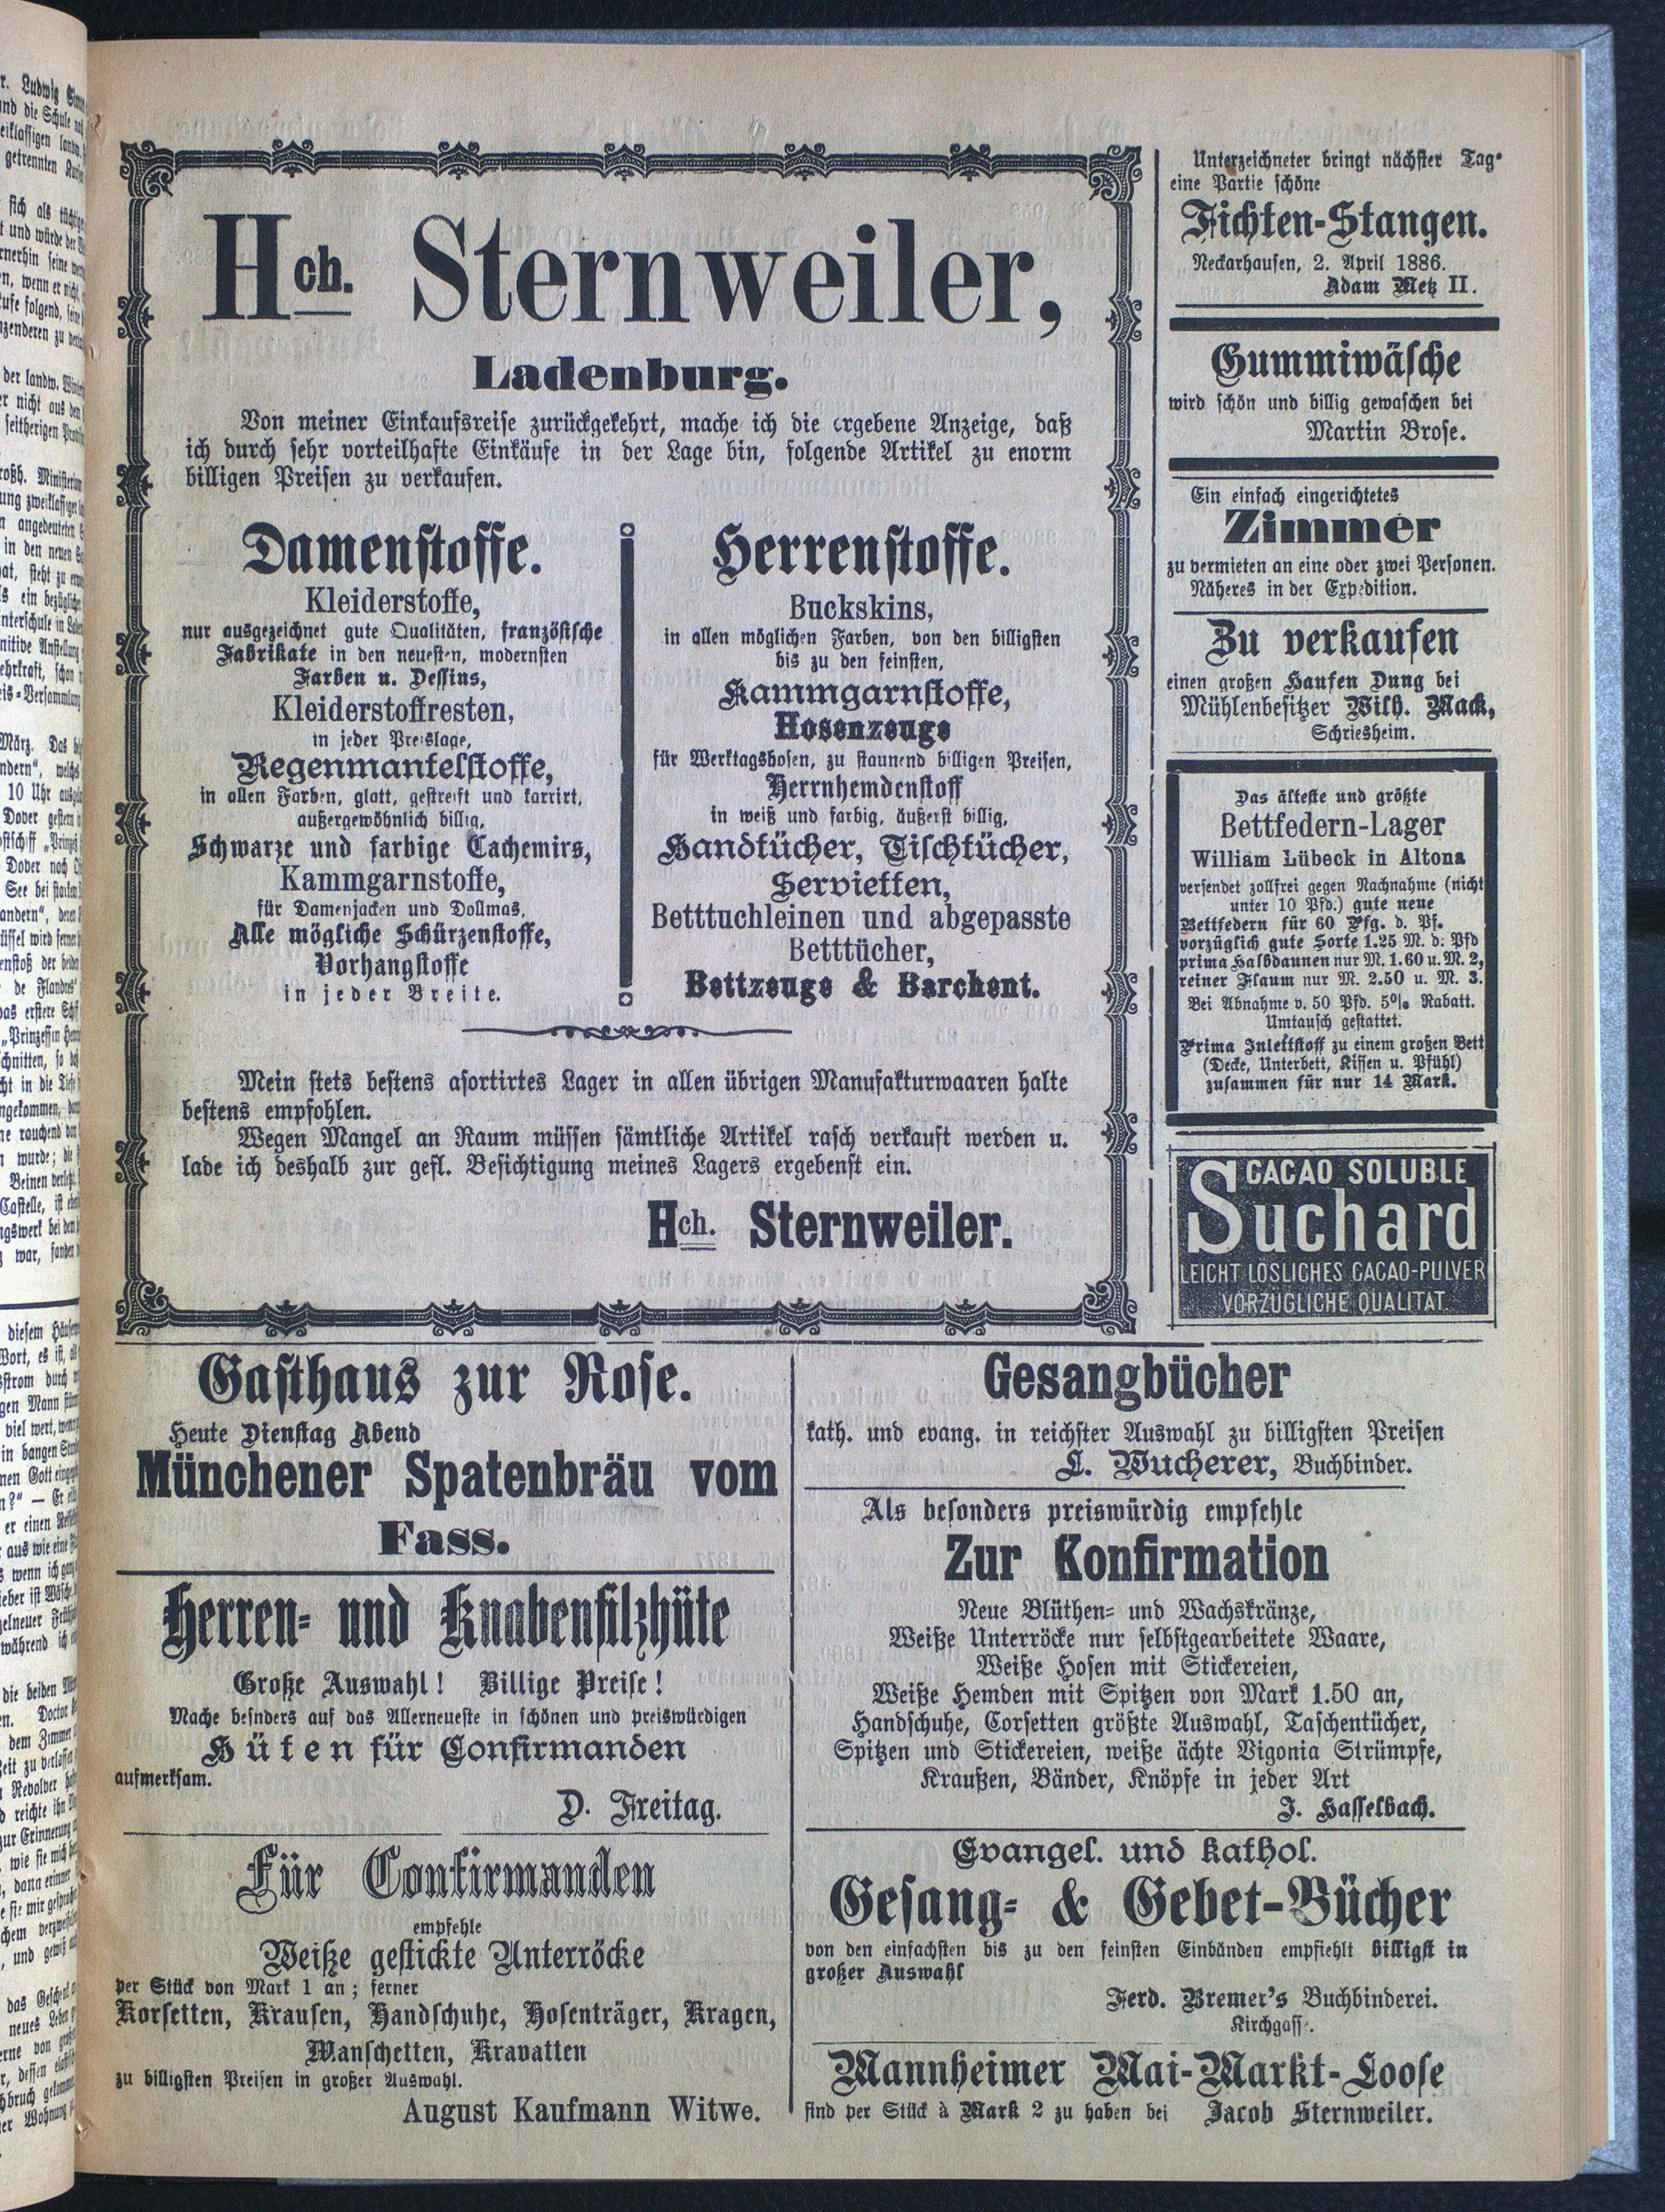 Hch. Sternweiler,
Ladenburg.
Von meiner Einkaufsreise zurückgekehrt, mache ich die ergebene Anzeige, daß
ich durch sehr vorteilhafte Einkäufe in der Lage bin, folgende Artikel zu enorm
billigen Preisen zu verkaufen.
Damenstoffe.
Kleiderstoffe,
nur ausgezeichnet gute Qualitäten, französische
Fabrikate in den neuesten, modernsten
Farben u. Dessins,
Kleiderstoffresten,
in jeder Preislage,
Regenmantelstoffe,
in allen Farben, glatt, gestreift und karrirt,
außergewöhnlich billig,
Schwarze und farbige Cachemirs,
Kammgarnstoffe,
für Damenjacken und Dollmas,
Alle mögliche Schürzenstoffe,
Vorhangstoffe
in jeder Breite.
Herrenstoffe.
Buckskins,
in allen möglichen Farben, von den billigsten
bis zu den feinsten,
Kammgarnstoffe,
Hosenzeuge
für Werktagshosen, zu staunend billigen Preisen,
Herrnhemdenstoff
in weiß und farbig, äußerst billig,
Handtücher, Tischtücher,
Servietten,
Betttuchleinen und abgepasste
Betttücher,
Bettzeuge & Barchent.
Mein stets bestens asortirtes Lager in allen übrigen Manufakturwaaren halte
bestens empfohlen.
Wegen Mangel an Raum müssen sämtliche Artikel rasch verkauft werden u.
lade ich deshalb zur gefl. Besichtigung meines Lagers ergebenst ein.
Hch. Sternweiler.
Unterzeichneter bringt nächster Tage
eine Partie schöne
Fichten-Stangen.
Neckarhausen, 2. April 1886.
Adam Metz II.
Gummiwäsche
wird schön und billig gewaschen bei
Martin Brose.
Ein einfach eingerichtetes
Zimmer
zu vermieten an eine oder zwei Personen.
Näheres in der Expedition.
Zu verkaufen
einen großen Haufen Dung bei
Mühlenbesitzer Wilh. Mack,
Schriesheim.
Das älteste und größte
Bettfedern-Lager
William Lübeck in Altona
versendet zollfrei gegen Nachnahme (nicht
unter 10 Pfd.) gute neue
Bettfedern für 60 Pfg. d. Pf.
vorzüglich gute Sorte 1.25 M. d. Pfd
prima Halbdaunen nur M. 1.60 u. M. 2,
reiner Flaum nur M. 2.50 u. M. 3.
Bei Abnahme v. 50 Pfd. 5% Rabatt.
Umtausch gestattet.
Prima Inlettstoff zu einem großen Bett
(Decke, Unterbett, Kissen u. Pfühl)
zusammen für nur 14 Mark.
CACAO SOLUBLE
Suchard
LEICHT LÖSLICHES CACAO-PULVER
VORZÜGLICHE QUALITÄT.
Gasthaus zur Rose.
Heute Dienstag Abend
Münchener Spatenbräu vom
Fass.
Herren- und Knabenfilzhüte
Große Auswahl! Billige Preise!
Mache besnders auf das Allerneueste in schönen und preiswürdigen
Hüten für Confirmanden
aufmerksam.
D. Freitag.
Für Confirmanden
empfehle
Weiße gestickte Unterröcke
per Stück von Mark 1 an; ferner
Korsetten, Krausen, Handschuhe, Hosenträger, Kragen,
Manschetten, Kravatten
zu billigsten Preisen in großer Auswahl.
August Kaufmann Witwe.
Gesangbücher
kath. und evang. in reichster Auswahl zu billigsten Preisen
L. Wucherer, Buchbinder.
Als besonders preiswürdig empfehle
Zur Konfirmation
Neue Blüthen- und Wachskränze,
Weiße Unterröcke nur selbstgearbeitete Waare,
Weiße Hosen mit Stickereien,
Weiße Hemden mit Spitzen von Mark 1.50 an,
Handschuhe, Corsetten größte Auswahl, Taschentücher,
Spitzen und Stickereien, weiße ächte Vigonia Strümpfe,
Kraußen, Bänder, Knöpfe in jeder Art
J. Hasselbach.
Evangel. und kathol.
Gesang- & Gebet-Bücher
von den einfachsten bis zu den feinsten Einbänden empfiehlt billigst in
großer Auswahl
Ferd. Bremer's Buchbinderei.
Kirchgasse.
Mannheimer Mai-Markt-Loose
sind per Stück à Mark 2 zu haben bei Jacob Sternweiler.